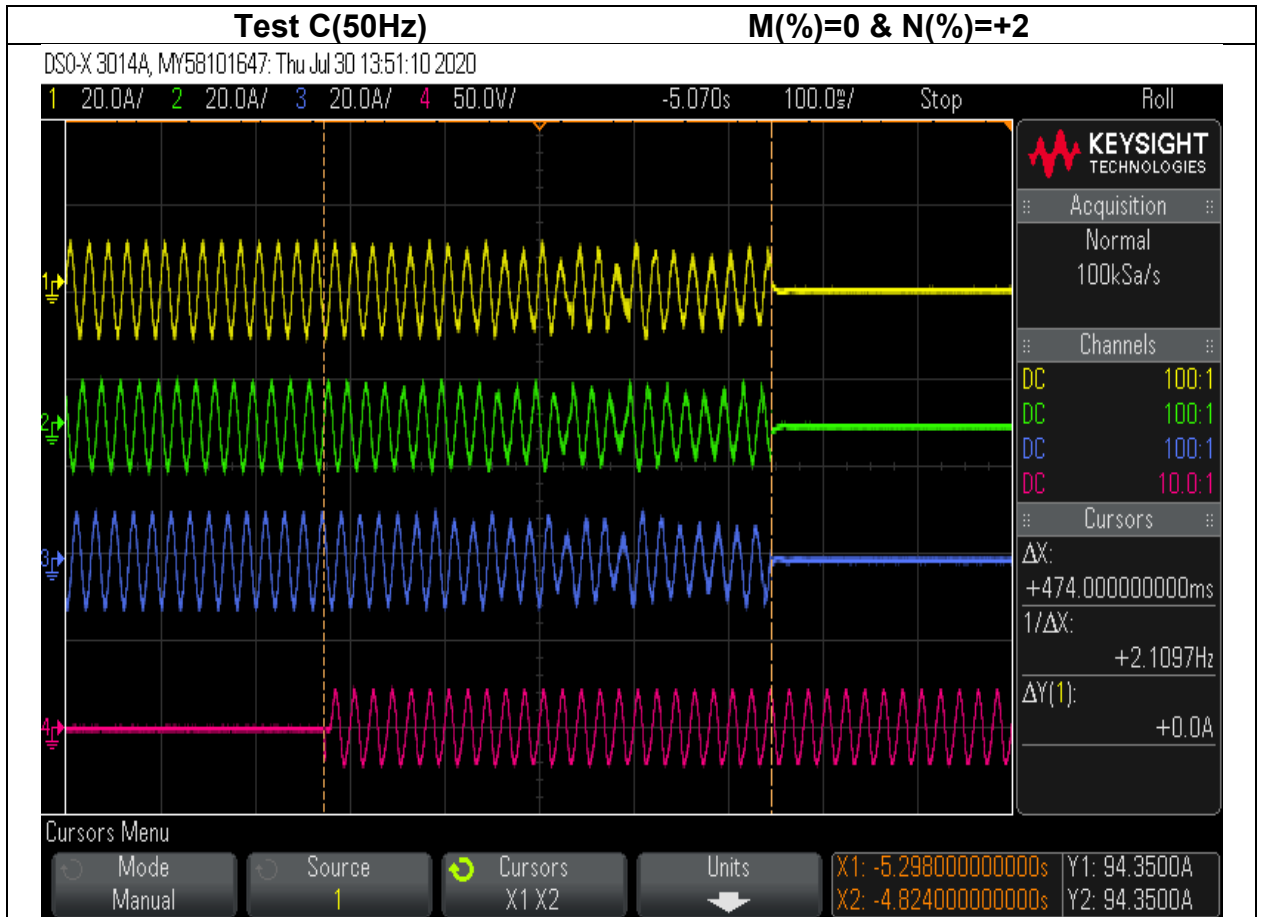 Test C(50Hz) M(%)=0 & N(%)=+2
DSO-X 3014A, MY58101647: Thu Jul 30 13:51:10 2020
1 20.0A/ 2 20.0A/ 3 20.0A/ 4 50.0V/ -5.070s 100.0ms/ Stop Roll
KEYSIGHT
TECHNOLOGIES
Acquisition
Normal
100kSa/s
Channels
DC 100:1
DC 100:1
DC 100:1
DC 10.0:1
Cursors
ΔX:
+474.000000000ms
1/ΔX:
+2.1097Hz
ΔY(1):
+0.0A
1
2
3
4
Cursors Menu
Mode
Manual
Source
1
Cursors
X1 X2
Units
X1: -5.298000000000s
X2: -4.824000000000s
Y1: 94.3500A
Y2: 94.3500A